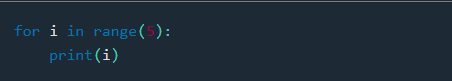 for i in range(5):
    print(i)